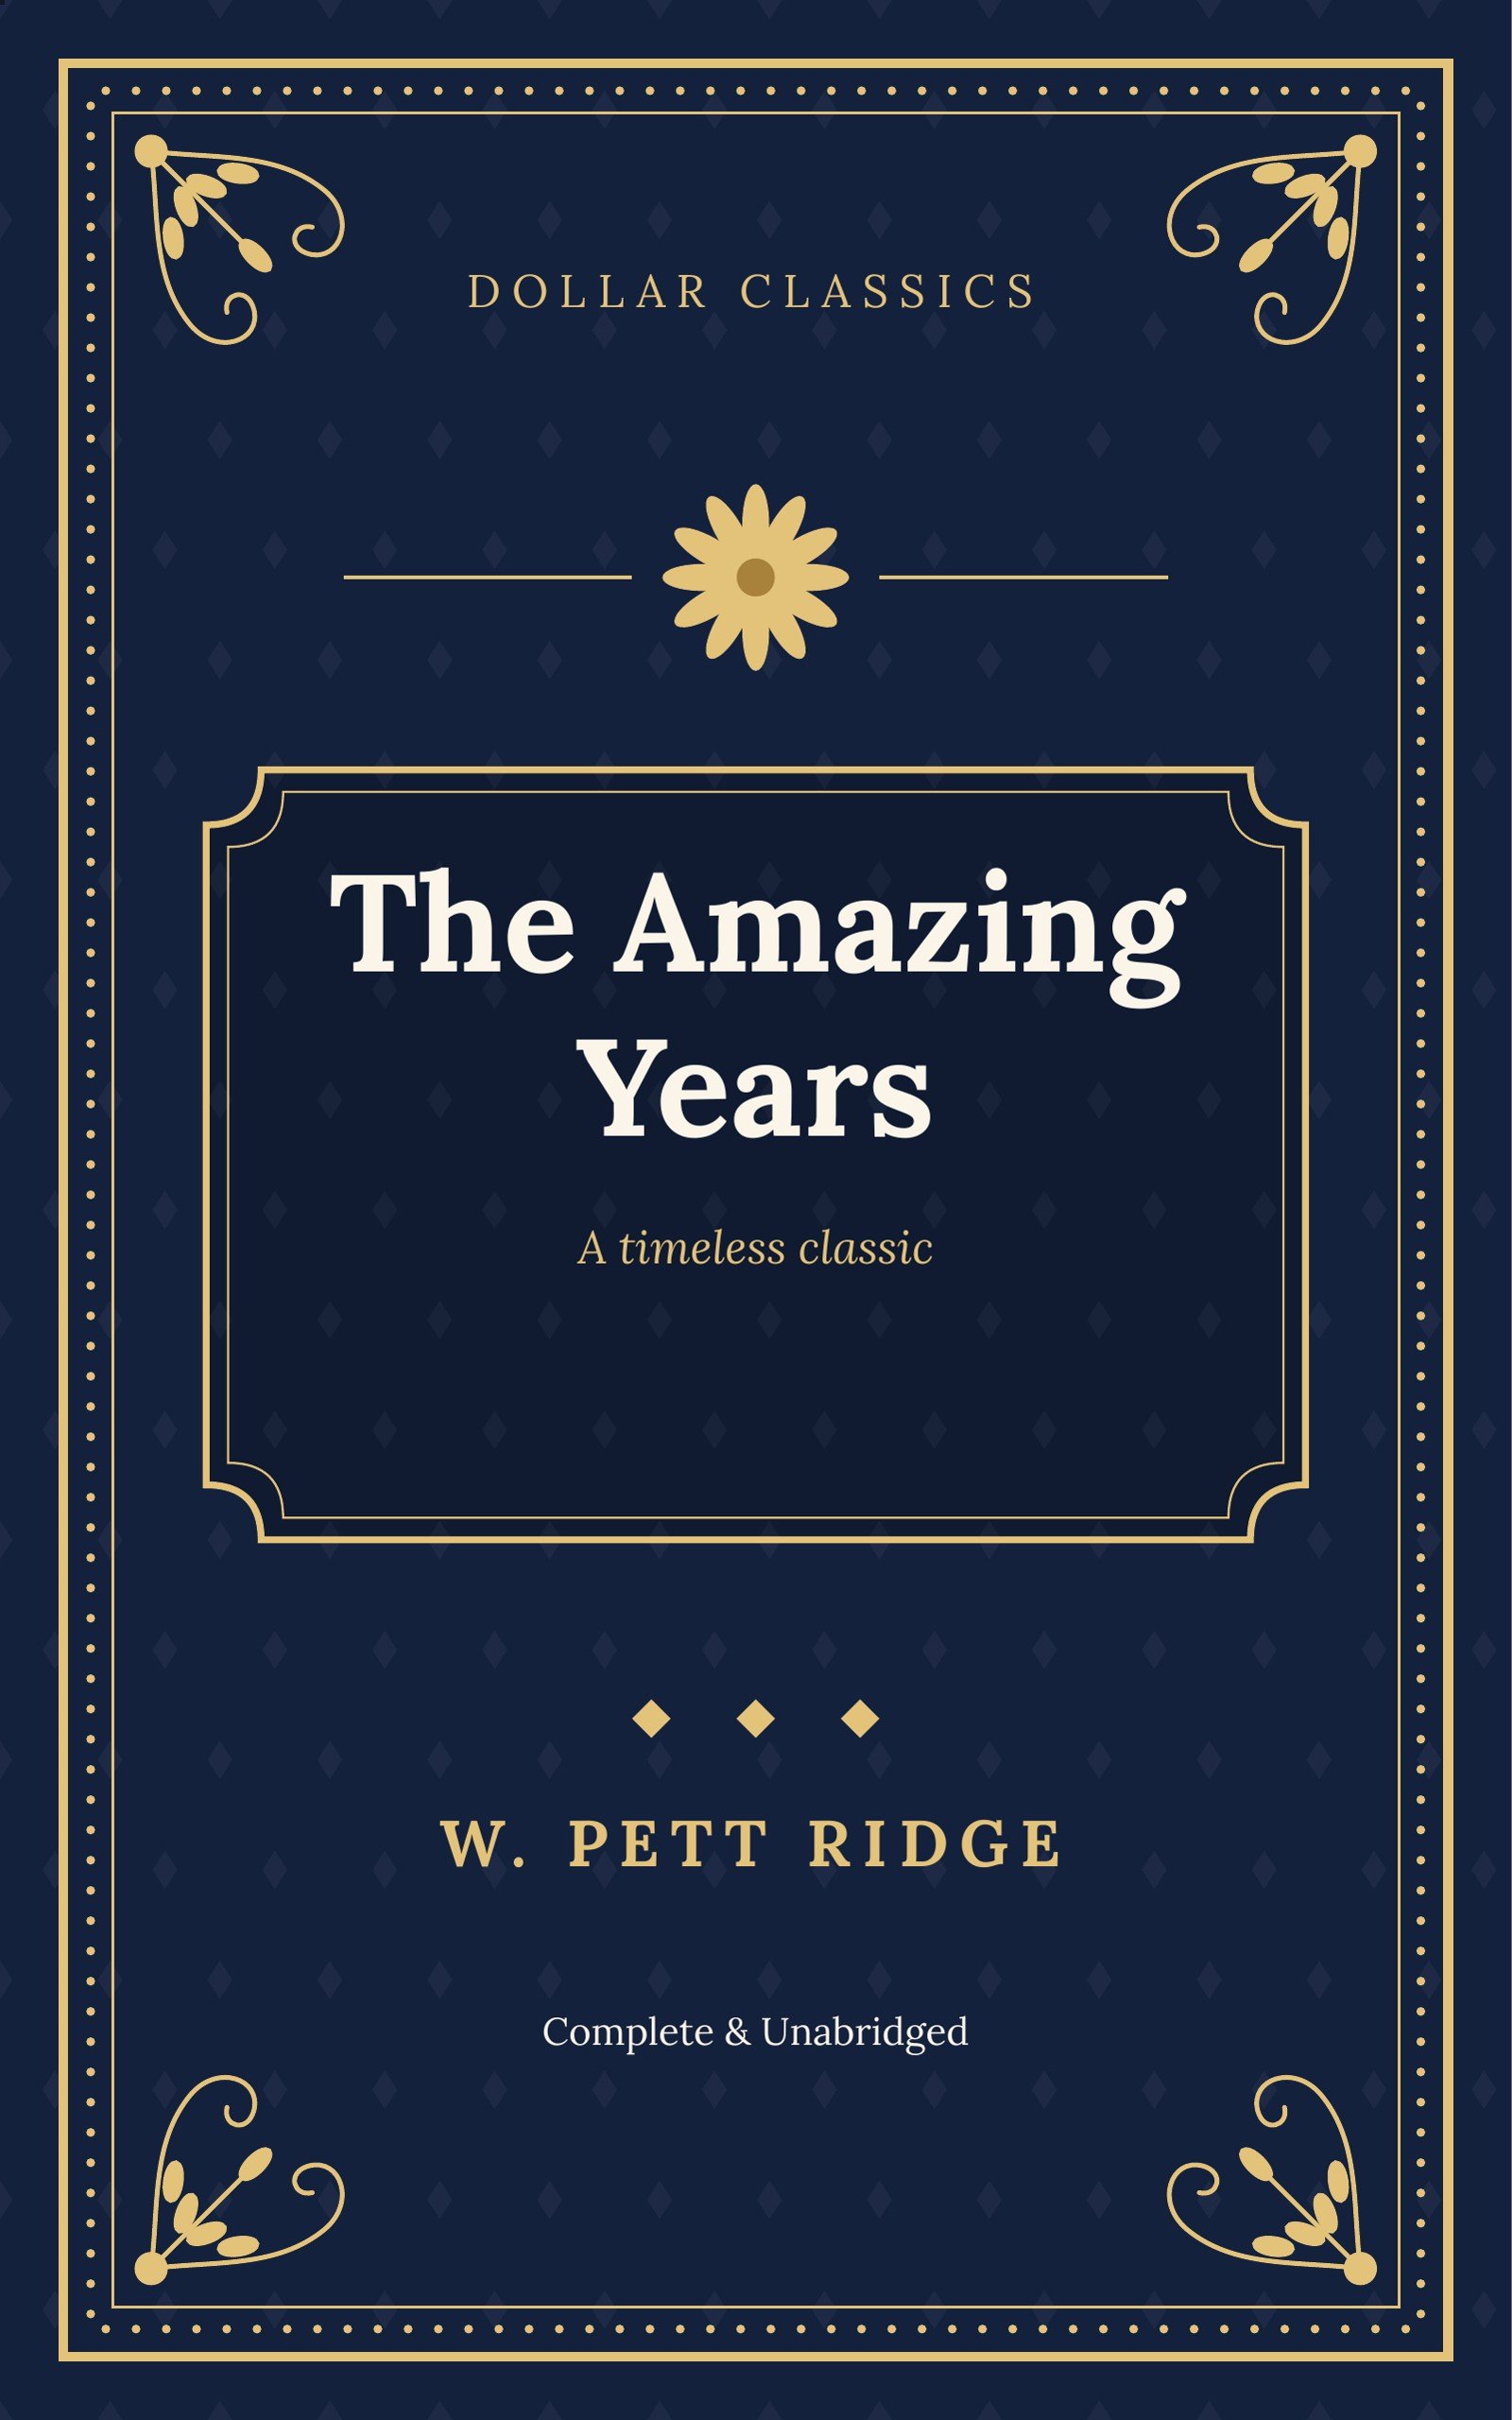 DOLLAR CLASSICS
The Amazing
Years
A timeless classic
W. PETT RIDGE
Complete & Unabridged